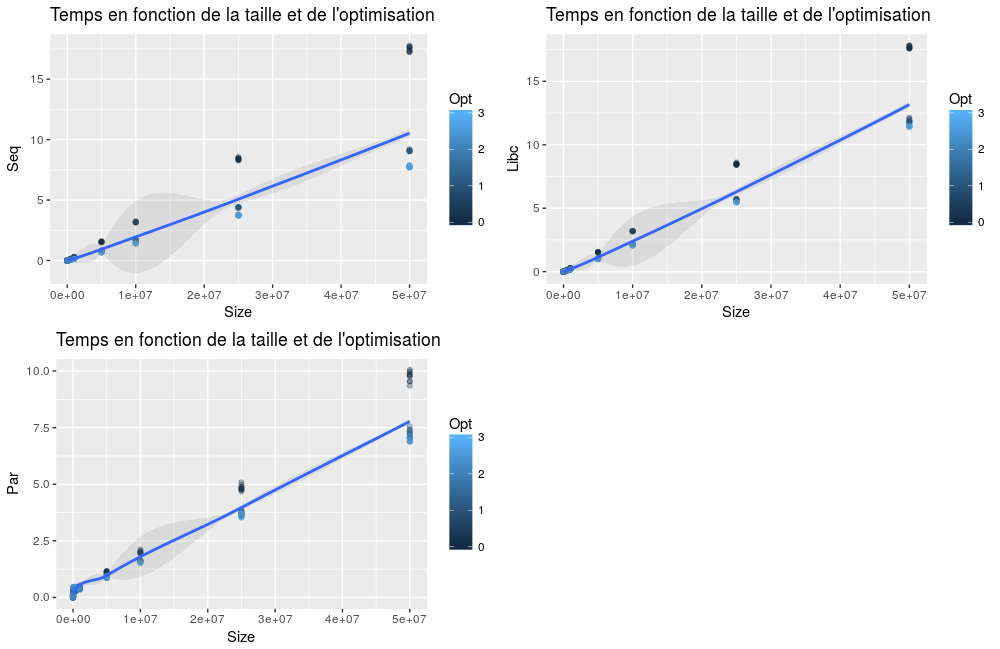 Temps en fonction de la taille et de l'optimisation
Seq
15
10
5
0
0e+00 1e+07 2e+07 3e+07 4e+07 5e+07
Size
Opt
3
2
1
0
Temps en fonction de la taille et de l'optimisation
Libc
15
10
5
0
0e+00 1e+07 2e+07 3e+07 4e+07 5e+07
Size
Opt
3
2
1
0
Temps en fonction de la taille et de l'optimisation
Par
10.0
7.5
5.0
2.5
0.0
0e+00 1e+07 2e+07 3e+07 4e+07 5e+07
Size
Opt
3
2
1
0